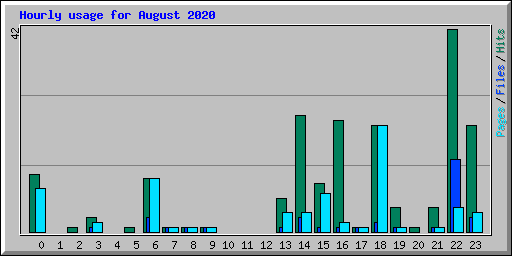 Hourly usage for August 2020
42
Pages/Files/Hits
0 1 2 3 4 5 6 7 8 9 10 11 12 13 14 15 16 17 18 19 20 21 22 23